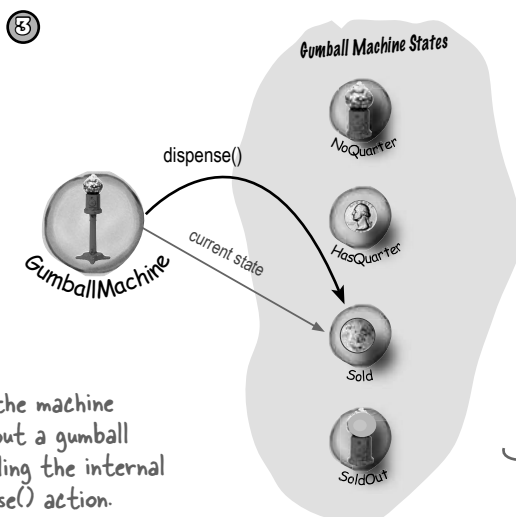 3
Gumball Machine States
NoQuarter
dispense()
HasQuarter
current state
GumballMachine
Sold
the machine
out a gumball
ling the internal
se() action.
SoldOut